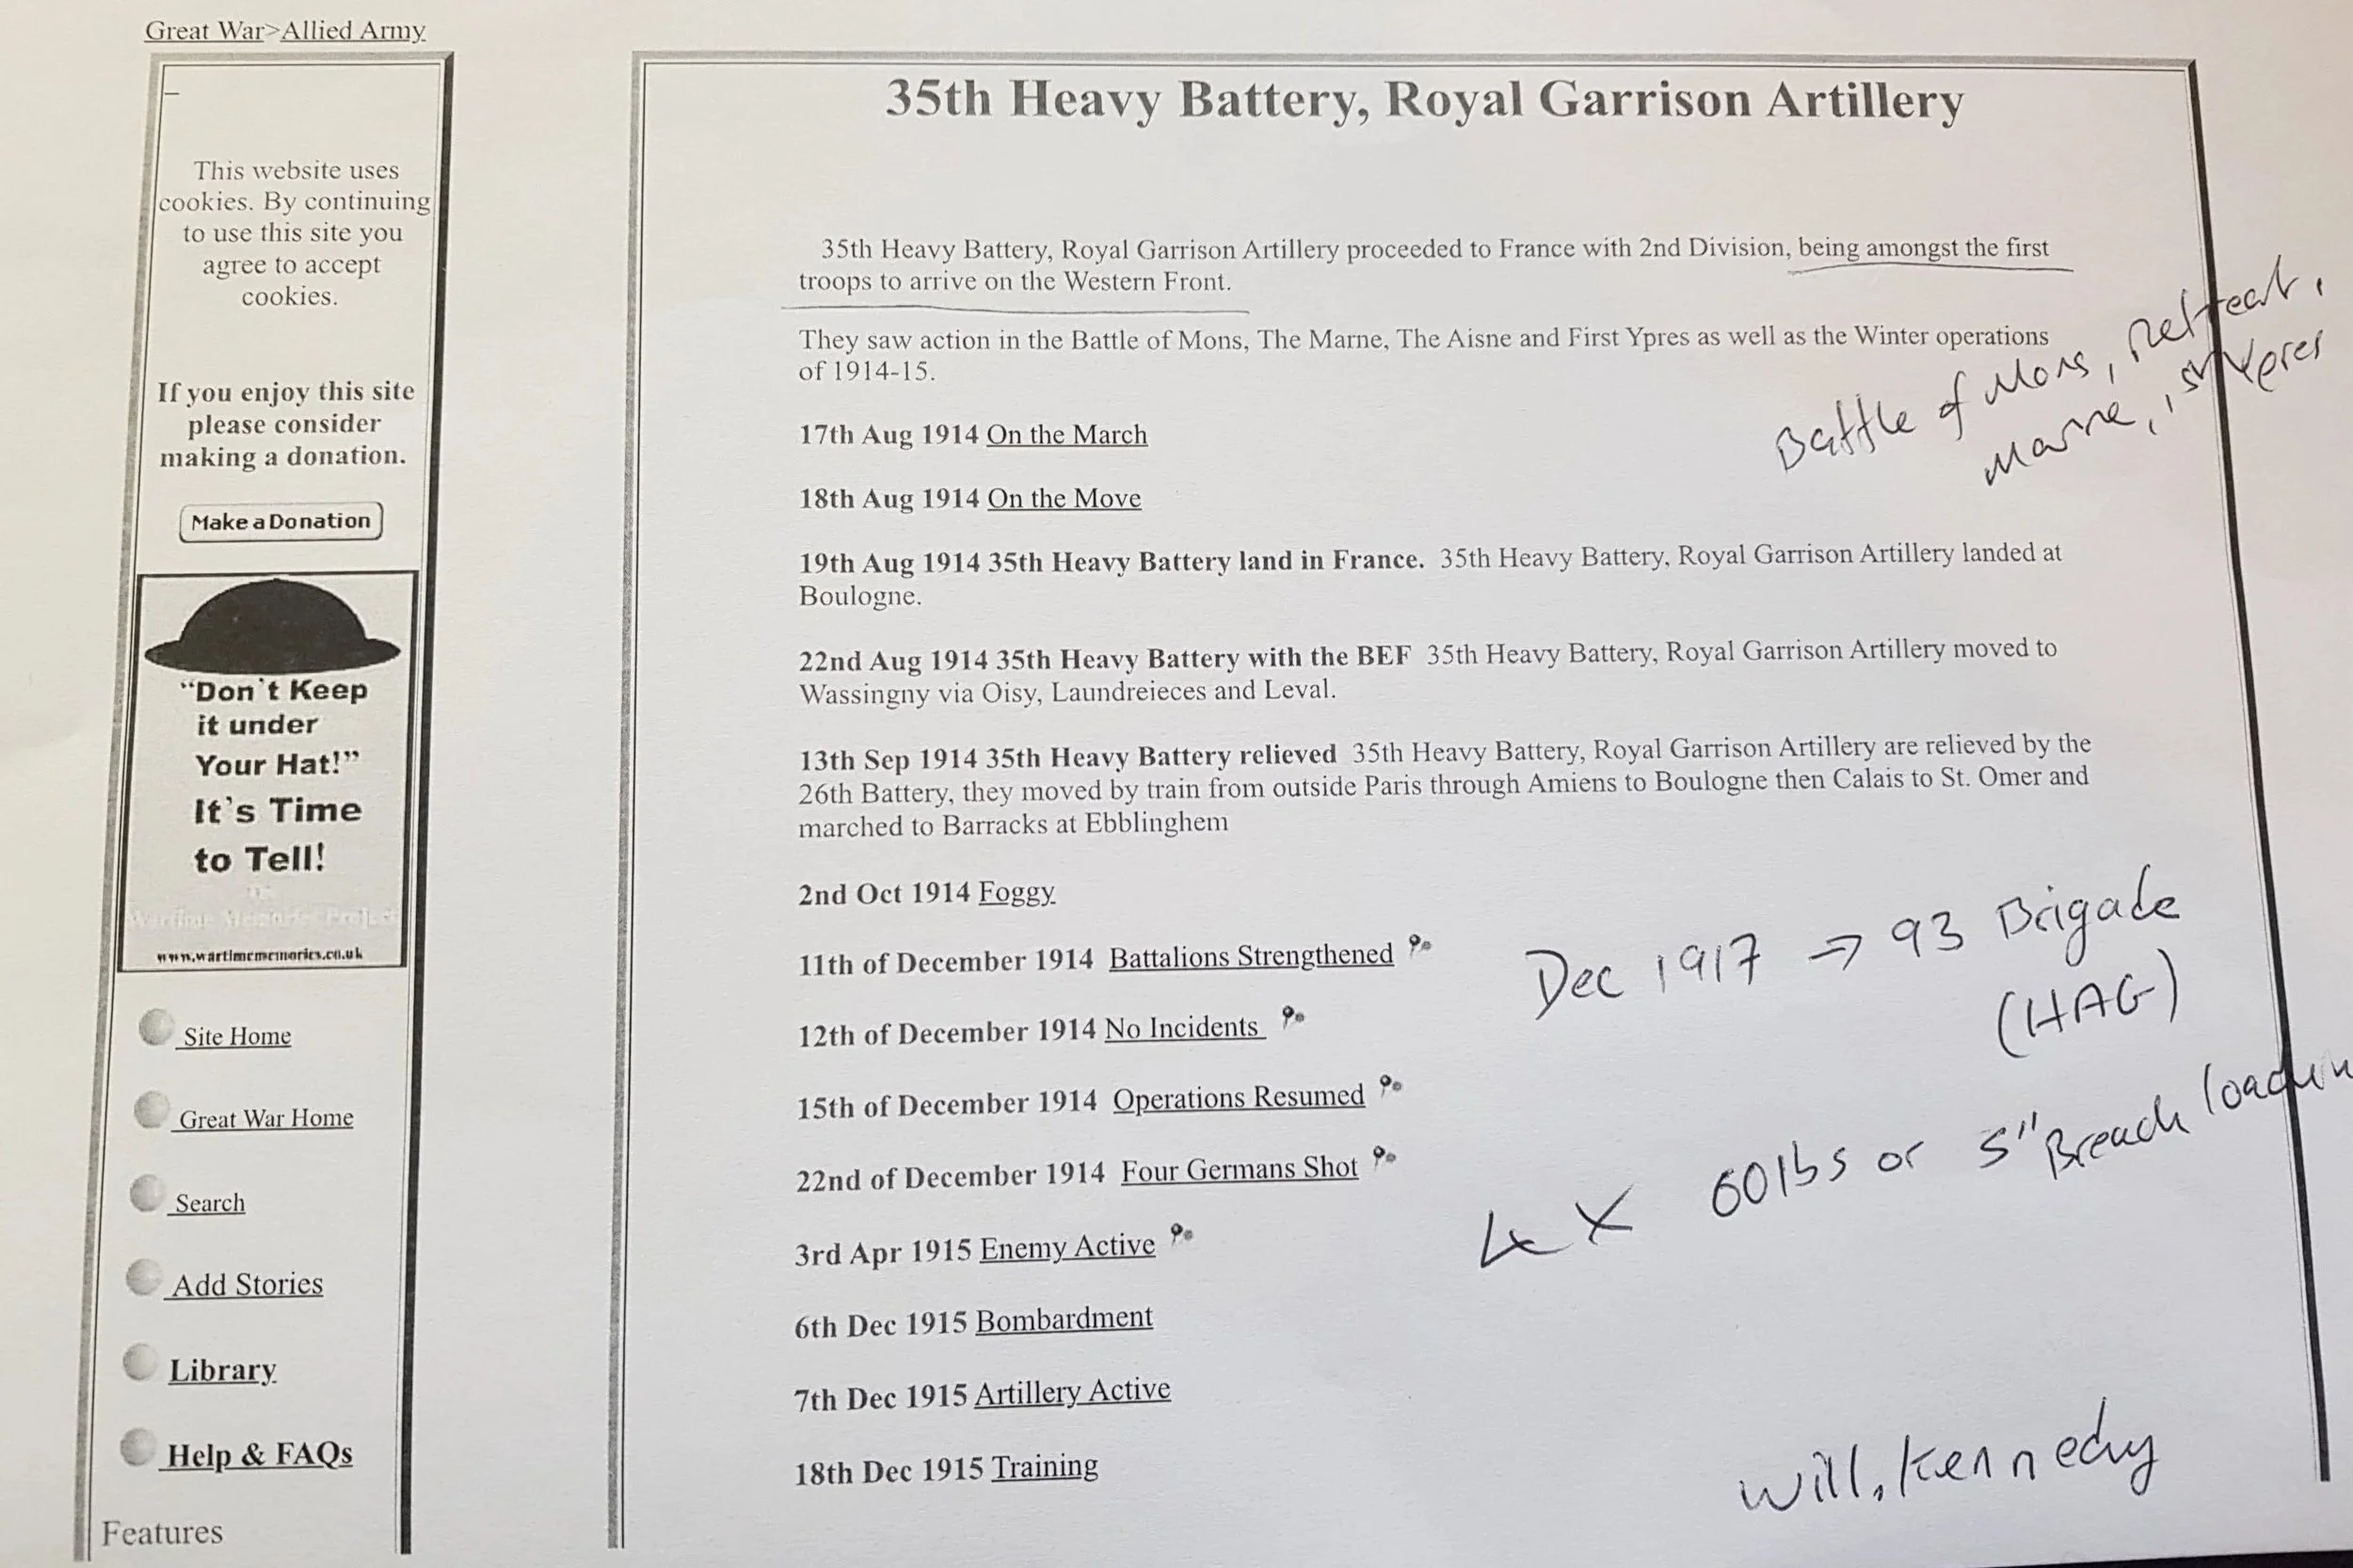 Great War>Allied Army
This website uses
cookies. By continuing
to use this site you
agree to accept
cookies.
If you enjoy this site
please consider
making a donation.
Make a Donation
"Don't Keep
it under
Your Hat!"
It's Time
to Tell!
Wartime Memories Project
www.wartimememories.co.uk
Site Home
Great War Home
Search
Add Stories
Library
Help & FAQs
Features
35th Heavy Battery, Royal Garrison Artillery
35th Heavy Battery, Royal Garrison Artillery proceeded to France with 2nd Division, being amongst the first
troops to arrive on the Western Front.
They saw action in the Battle of Mons, The Marne, The Aisne and First Ypres as well as the Winter operations
of 1914-15.
Battle of Mons, Retreat,
Marne, 1st Ypres
17th Aug 1914 On the March
18th Aug 1914 On the Move
19th Aug 1914 35th Heavy Battery land in France. 35th Heavy Battery, Royal Garrison Artillery landed at
Boulogne.
22nd Aug 1914 35th Heavy Battery with the BEF 35th Heavy Battery, Royal Garrison Artillery moved to
Wassingny via Oisy, Laundreieces and Leval.
13th Sep 1914 35th Heavy Battery relieved 35th Heavy Battery, Royal Garrison Artillery are relieved by the
26th Battery, they moved by train from outside Paris through Amiens to Boulogne then Calais to St. Omer and
marched to Barracks at Ebblinghem
2nd Oct 1914 Foggy
11th of December 1914 Battalions Strengthened
Dec 1917 → 93 Brigade
(HAG)
12th of December 1914 No Incidents
15th of December 1914 Operations Resumed
22nd of December 1914 Four Germans Shot
4 X 60lbs or 5" Breach loadin
3rd Apr 1915 Enemy Active
6th Dec 1915 Bombardment
7th Dec 1915 Artillery Active
18th Dec 1915 Training
Will. Kennedy